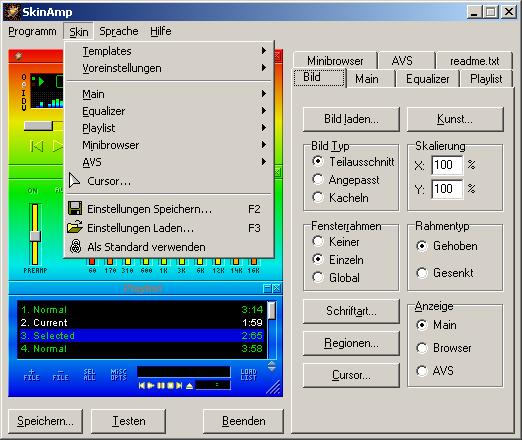 SkinAmp
Programm Skin Sprache Hilfe
Templates
Voreinstellungen
Main
Equalizer
Playlist
Minibrowser
AVS
Cursor...
Einstellungen Speichern... F2
Einstellungen Laden... F3
Als Standard verwenden
O
A
I
D
V
ON
PREAMP
60 170 310 600 1K 3K 6K 12K 14K 16K
1. Normal 3:14
2. Current 1:59
3. Selected 2:65
4. Normal 3:58
+ FILE
- FILE
SEL ALL
MISC OPTS
LOAD LIST
Speichern... Testen Beenden
Minibrowser AVS readme.txt
Bild Main Equalizer Playlist
Bild laden... Kunst...
Bild Typ
Teilausschnitt
Angepasst
Kacheln
Skalierung
X: 100 %
Y: 100 %
Fensterrahmen
Keiner
Einzeln
Global
Rahmentyp
Gehoben
Gesenkt
Schriftart...
Regionen...
Cursor...
Anzeige
Main
Browser
AVS